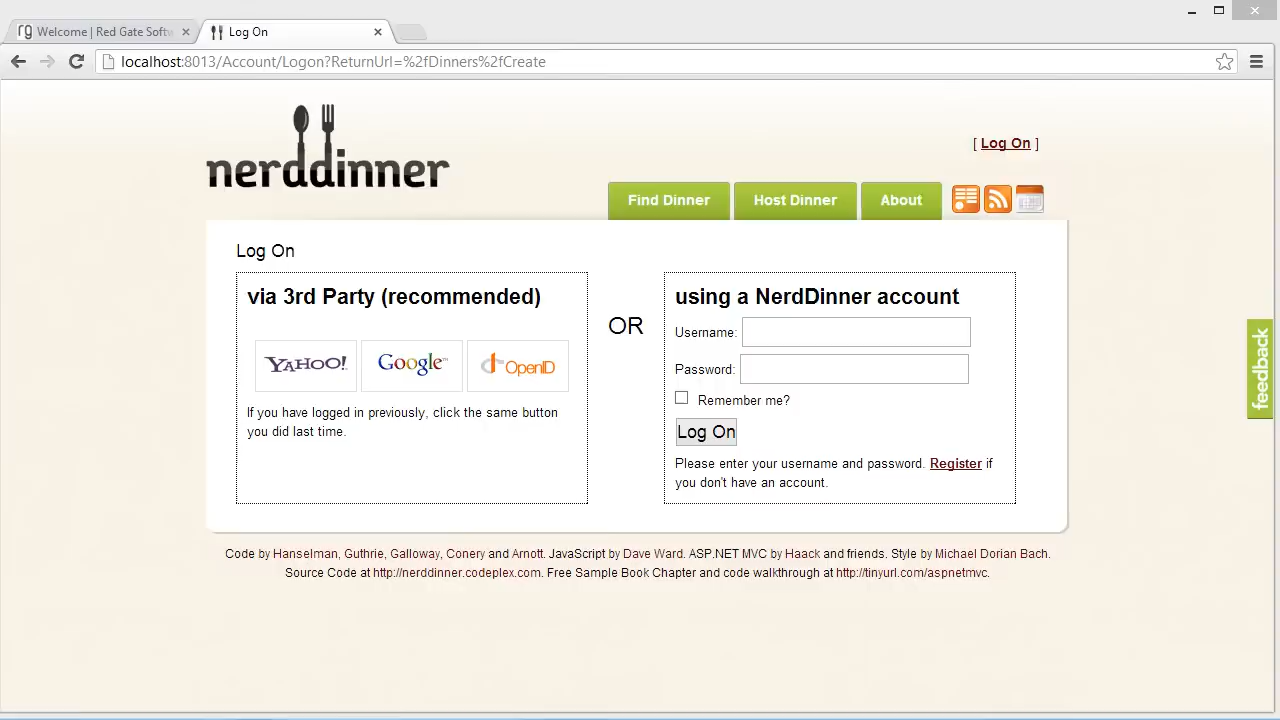 Welcome | Red Gate Softw
Log On
localhost:8013/Account/Logon?ReturnUrl=%2fDinners%2fCreate
nerddinner
[ Log On ]
Find Dinner
Host Dinner
About
Log On
via 3rd Party (recommended)
YAHOO!
Google™
OpenID
If you have logged in previously, click the same button
you did last time.
OR
using a NerdDinner account
Username:
Password:
Remember me?
Log On
Please enter your username and password. Register if
you don't have an account.
feedback
Code by Hanselman, Guthrie, Galloway, Conery and Arnott. JavaScript by Dave Ward. ASP.NET MVC by Haack and friends. Style by Michael Dorian Bach.
Source Code at http://nerddinner.codeplex.com. Free Sample Book Chapter and code walkthrough at http://tinyurl.com/aspnetmvc.